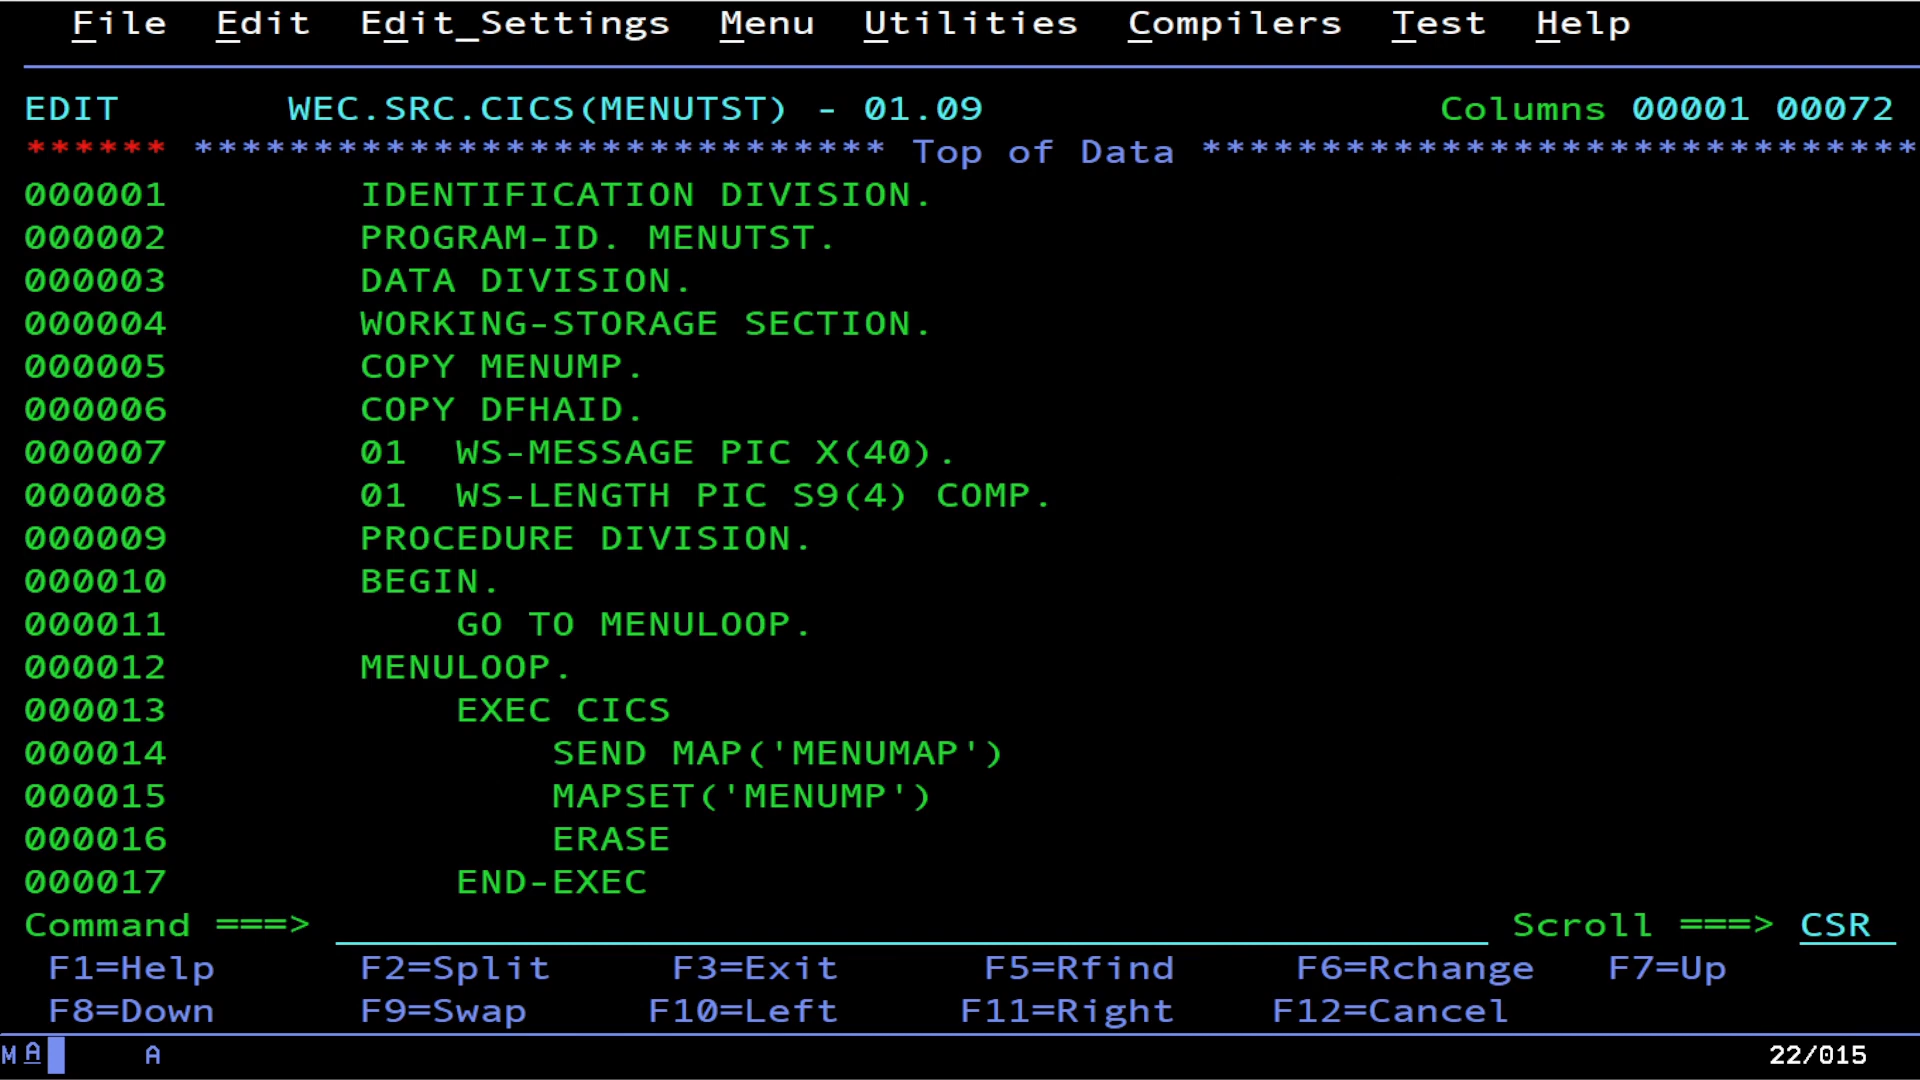 File  Edit  Edit_Settings  Menu  Utilities  Compilers  Test  Help
EDIT       WEC.SRC.CICS(MENUTST) - 01.09                   Columns 00001 00072
****** ***************************** Top of Data ******************************
000001        IDENTIFICATION DIVISION.
000002        PROGRAM-ID. MENUTST.
000003        DATA DIVISION.
000004        WORKING-STORAGE SECTION.
000005        COPY MENUMP.
000006        COPY DFHAID.
000007        01  WS-MESSAGE PIC X(40).
000008        01  WS-LENGTH PIC S9(4) COMP.
000009        PROCEDURE DIVISION.
000010        BEGIN.
000011            GO TO MENULOOP.
000012        MENULOOP.
000013            EXEC CICS
000014                SEND MAP('MENUMAP')
000015                MAPSET('MENUMP')
000016                ERASE
000017            END-EXEC
Command ===>                                                  Scroll ===> CSR
F1=Help      F2=Split     F3=Exit      F5=Rfind     F6=Rchange   F7=Up
F8=Down      F9=Swap     F10=Left     F11=Right    F12=Cancel
MA    A                                                                  22/015